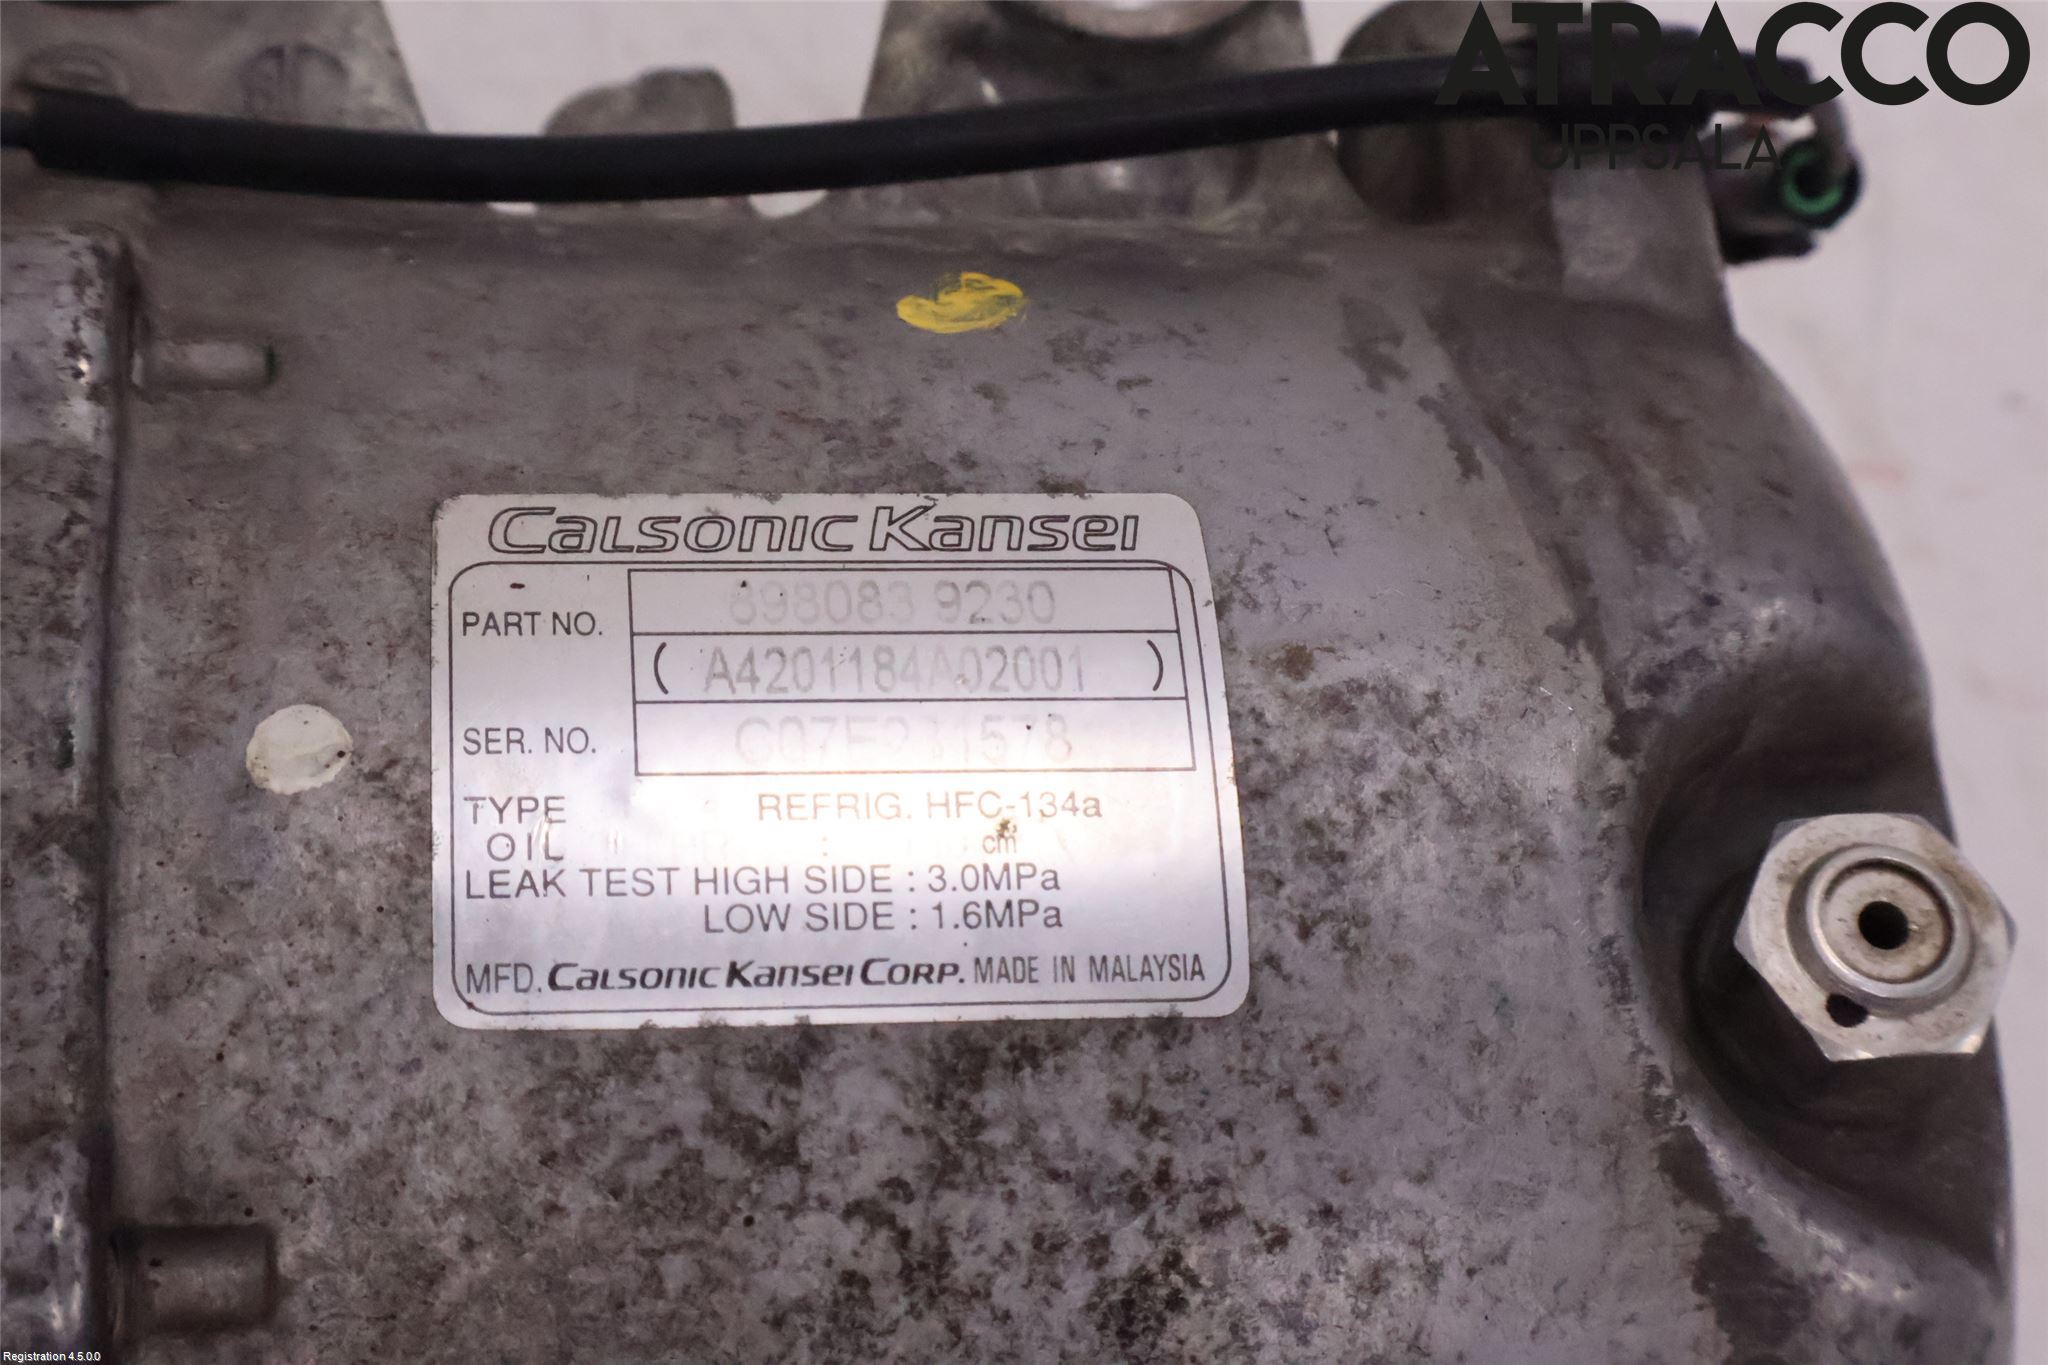 ATRACCO
UPPSALA
CALSONIC KANSEI
PART NO. 898083 9230
( A4201184A02001 )
SER. NO.
TYPE REFRIG. HFC-134a
OIL : cm
LEAK TEST HIGH SIDE : 3.0MPa
LOW SIDE : 1.6MPa
MFD. CALSONIC KANSEI CORP. MADE IN MALAYSIA
Registration 4.5.0.0